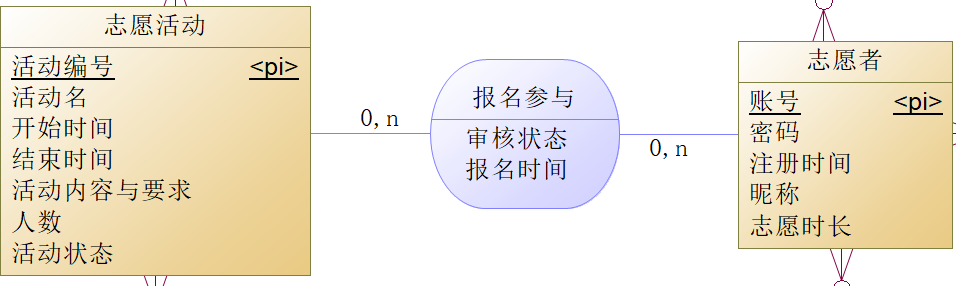 志愿活动
活动编号 <pi>
活动名
开始时间
结束时间
活动内容与要求
人数
活动状态
0,n
报名参与
审核状态
报名时间
0,n
志愿者
账号 <pi>
密码
注册时间
昵称
志愿时长